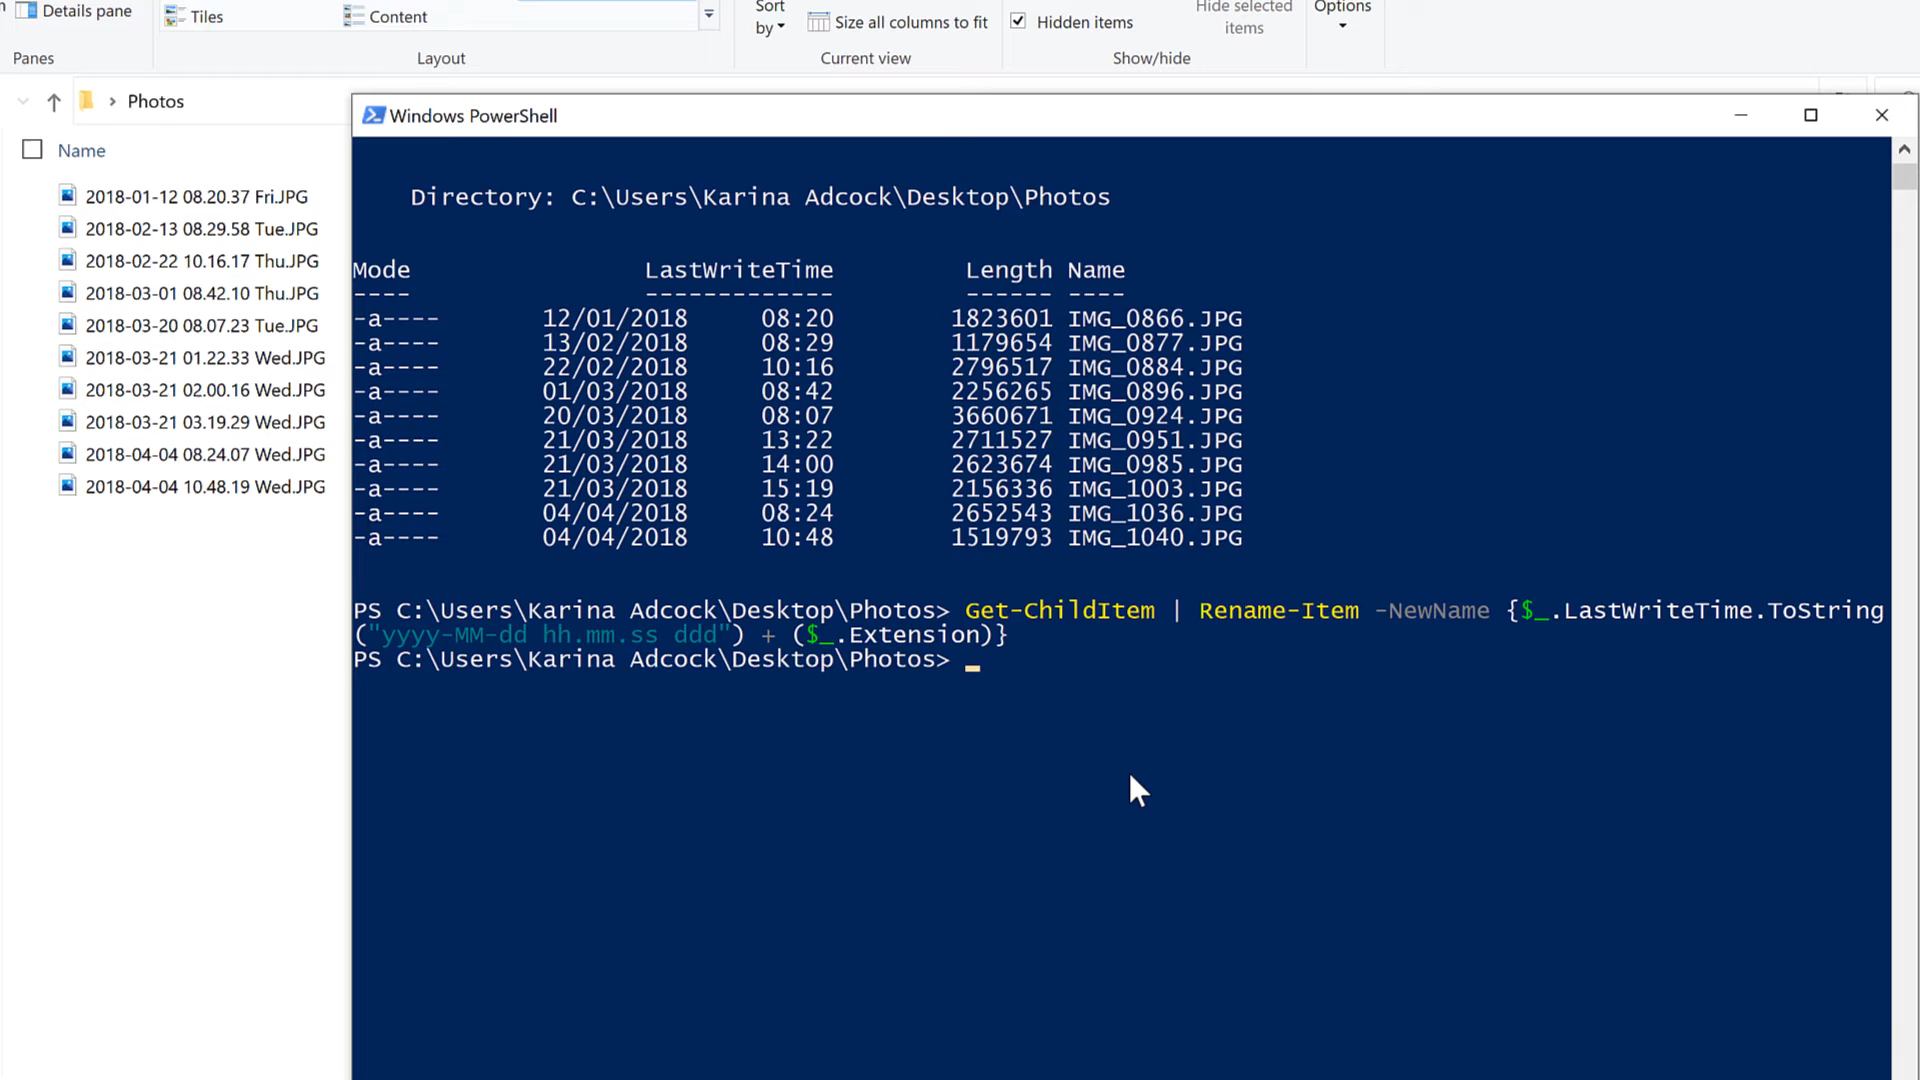 Details pane
Tiles
Content
Sort by
Size all columns to fit
Hidden items
Hide selected items
Options
Panes
Layout
Current view
Show/hide
Photos
Name
2018-01-12 08.20.37 Fri.JPG
2018-02-13 08.29.58 Tue.JPG
2018-02-22 10.16.17 Thu.JPG
2018-03-01 08.42.10 Thu.JPG
2018-03-20 08.07.23 Tue.JPG
2018-03-21 01.22.33 Wed.JPG
2018-03-21 02.00.16 Wed.JPG
2018-03-21 03.19.29 Wed.JPG
2018-04-04 08.24.07 Wed.JPG
2018-04-04 10.48.19 Wed.JPG
Windows PowerShell
Directory: C:\Users\Karina Adcock\Desktop\Photos
Mode LastWriteTime Length Name
---- ------------- ------ ----
-a---- 12/01/2018 08:20 1823601 IMG_0866.JPG
-a---- 13/02/2018 08:29 1179654 IMG_0877.JPG
-a---- 22/02/2018 10:16 2796517 IMG_0884.JPG
-a---- 01/03/2018 08:42 2256265 IMG_0896.JPG
-a---- 20/03/2018 08:07 3660671 IMG_0924.JPG
-a---- 21/03/2018 13:22 2711527 IMG_0951.JPG
-a---- 21/03/2018 14:00 2623674 IMG_0985.JPG
-a---- 21/03/2018 15:19 2156336 IMG_1003.JPG
-a---- 04/04/2018 08:24 2652543 IMG_1036.JPG
-a---- 04/04/2018 10:48 1519793 IMG_1040.JPG
PS C:\Users\Karina Adcock\Desktop\Photos> Get-ChildItem | Rename-Item -NewName {$_.LastWriteTime.ToString
("yyyy-MM-dd hh.mm.ss ddd") + ($_.Extension)}
PS C:\Users\Karina Adcock\Desktop\Photos> _